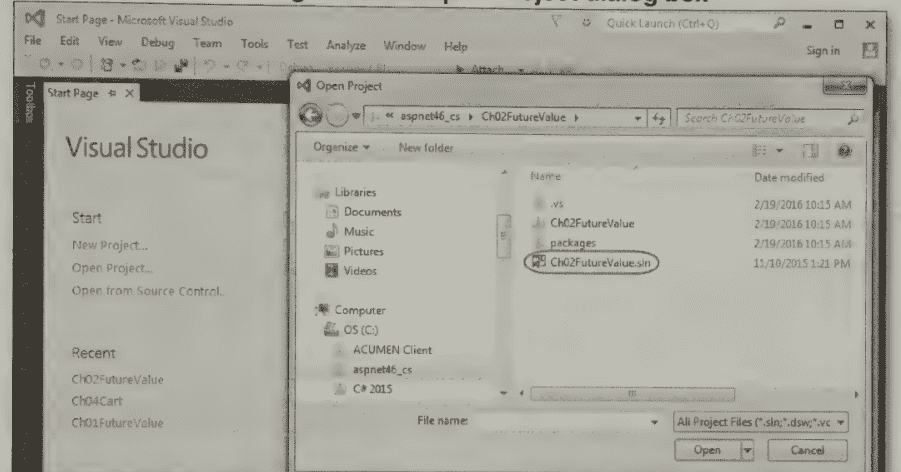 Start Page - Microsoft Visual Studio
Quick Launch (Ctrl+Q)
File Edit View Debug Team Tools Test Analyze Window Help
Sign in
Attach
Toolbox
Start Page
Visual Studio
Start
New Project...
Open Project...
Open from Source Control...
Recent
Ch02FutureValue
Ch04Cart
Ch01FutureValue
Open Project
« aspnet46_cs Ch02FutureValue
Search Ch02FutureValue
Organize New folder
Name Date modified
.vs 2/19/2016 10:15 AM
Ch02FutureValue 2/19/2016 10:15 AM
packages 2/19/2016 10:15 AM
Ch02FutureValue.sln 11/10/2015 1:21 PM
Libraries
Documents
Music
Pictures
Videos
Computer
OS (C:)
ACUMEN Client
aspnet46_cs
C# 2015
File name:
All Project Files (*.sln;*.dsw;*.vc
Open Cancel